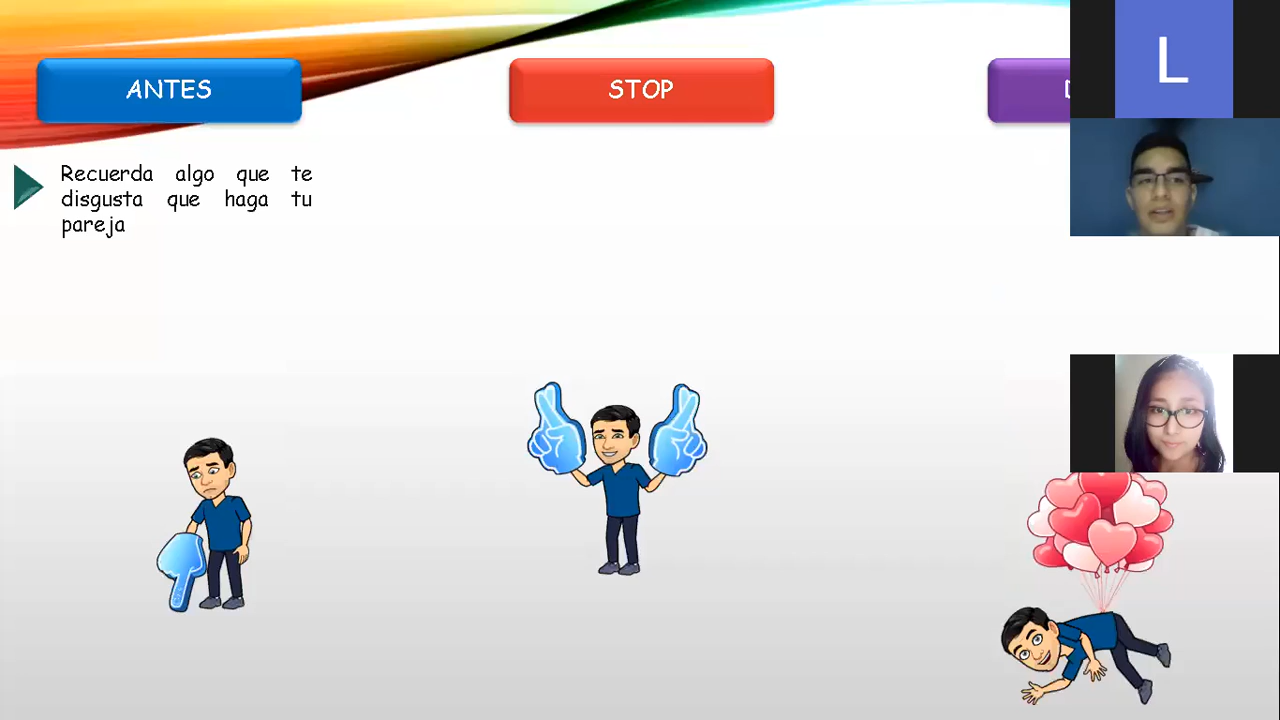 ANTES
STOP
L
Recuerda algo que te
disgusta que haga tu
pareja